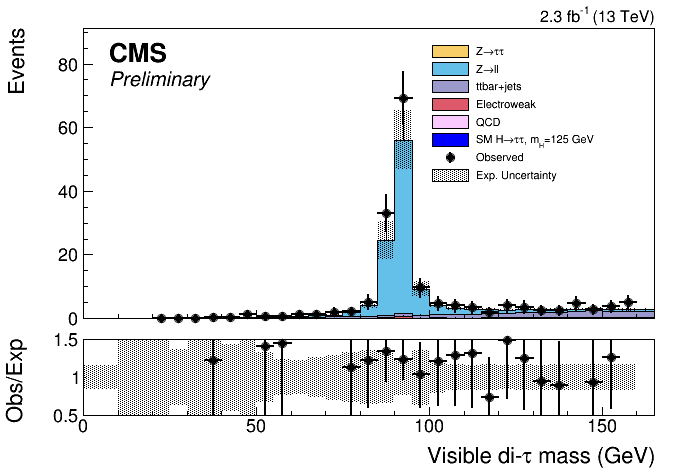 2.3 fb⁻¹ (13 TeV)
CMS
Preliminary
Events
80
60
40
20
0
Z→ττ
Z→ll
ttbar+jets
Electroweak
QCD
SM H→ττ, m_H=125 GeV
Observed
Exp. Uncertainty
Obs/Exp
1.5
1
0.5
0 50 100 150
Visible di-τ mass (GeV)